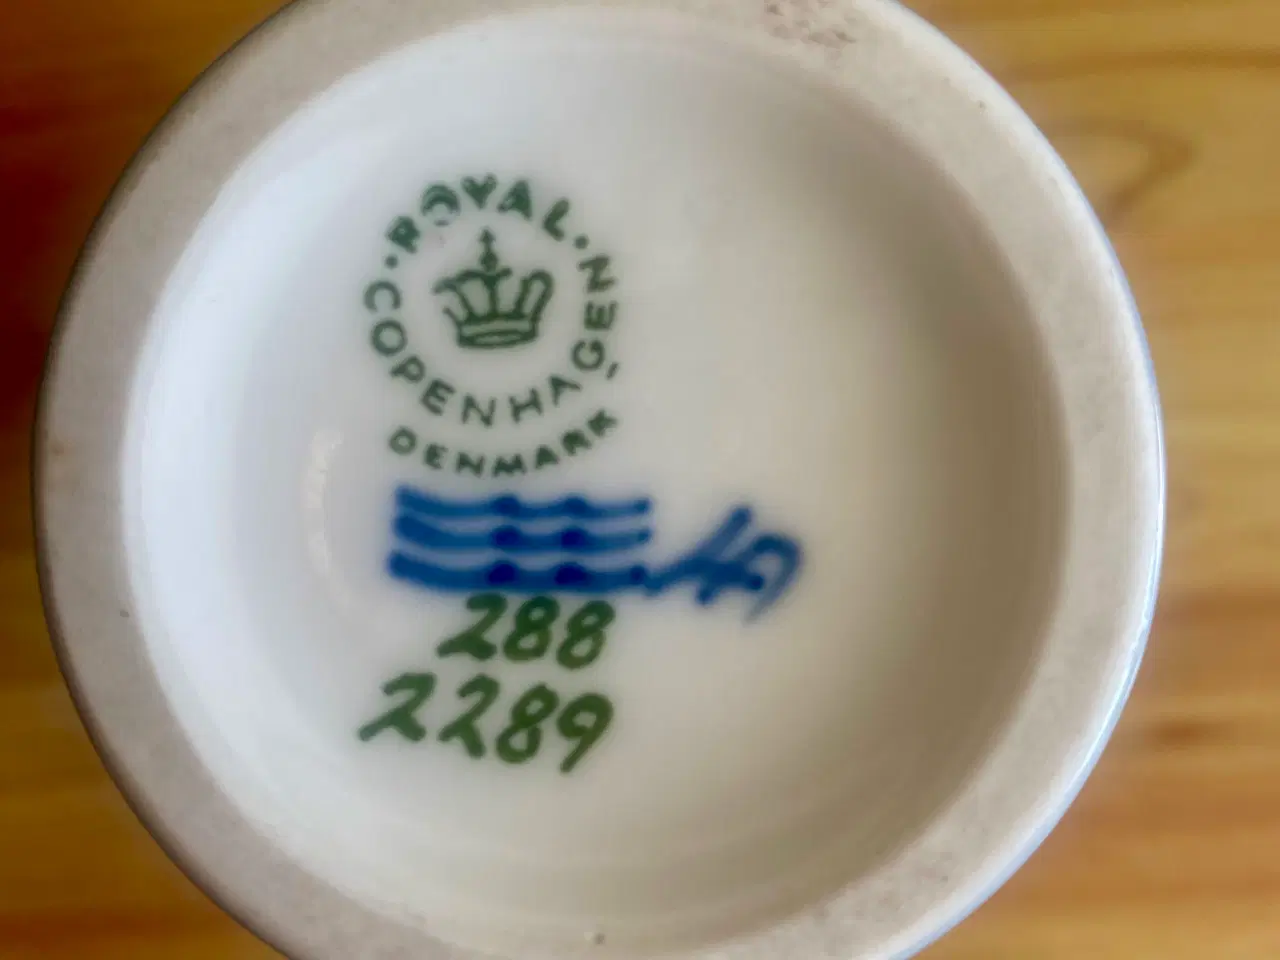 ROYAL
COPENHAGEN
DENMARK
288
2289